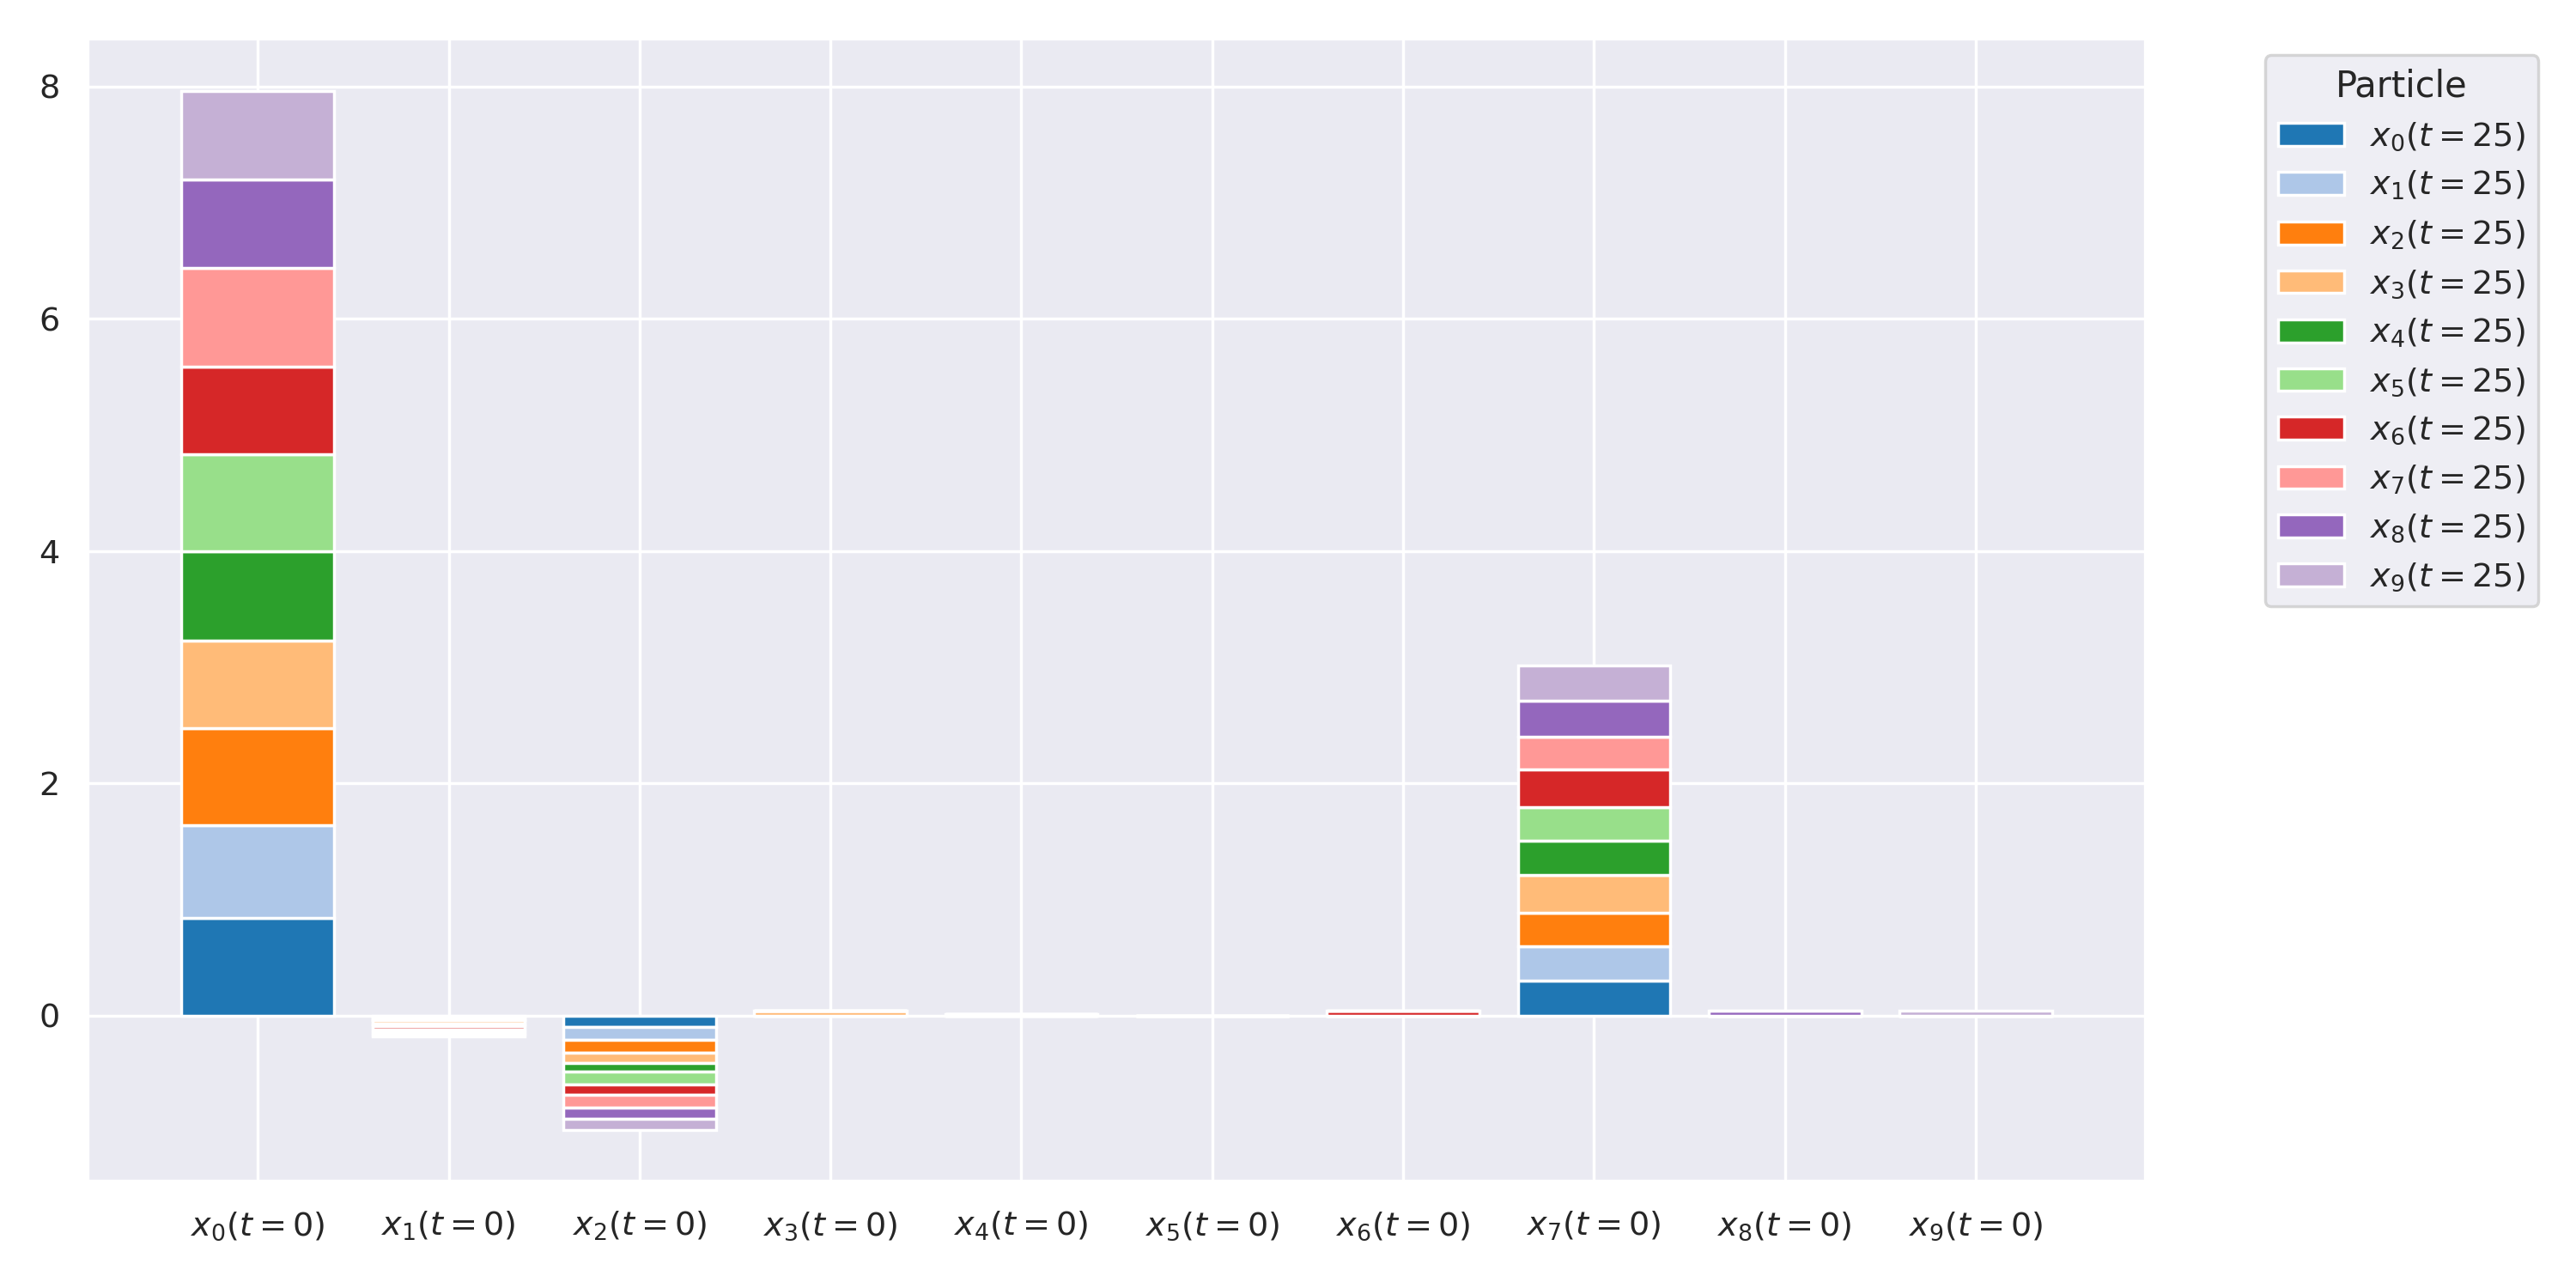 8
6
4
2
0
x₀(t = 0) x₁(t = 0) x₂(t = 0) x₃(t = 0) x₄(t = 0) x₅(t = 0) x₆(t = 0) x₇(t = 0) x₈(t = 0) x₉(t = 0)
Particle
x₀(t = 25)
x₁(t = 25)
x₂(t = 25)
x₃(t = 25)
x₄(t = 25)
x₅(t = 25)
x₆(t = 25)
x₇(t = 25)
x₈(t = 25)
x₉(t = 25)